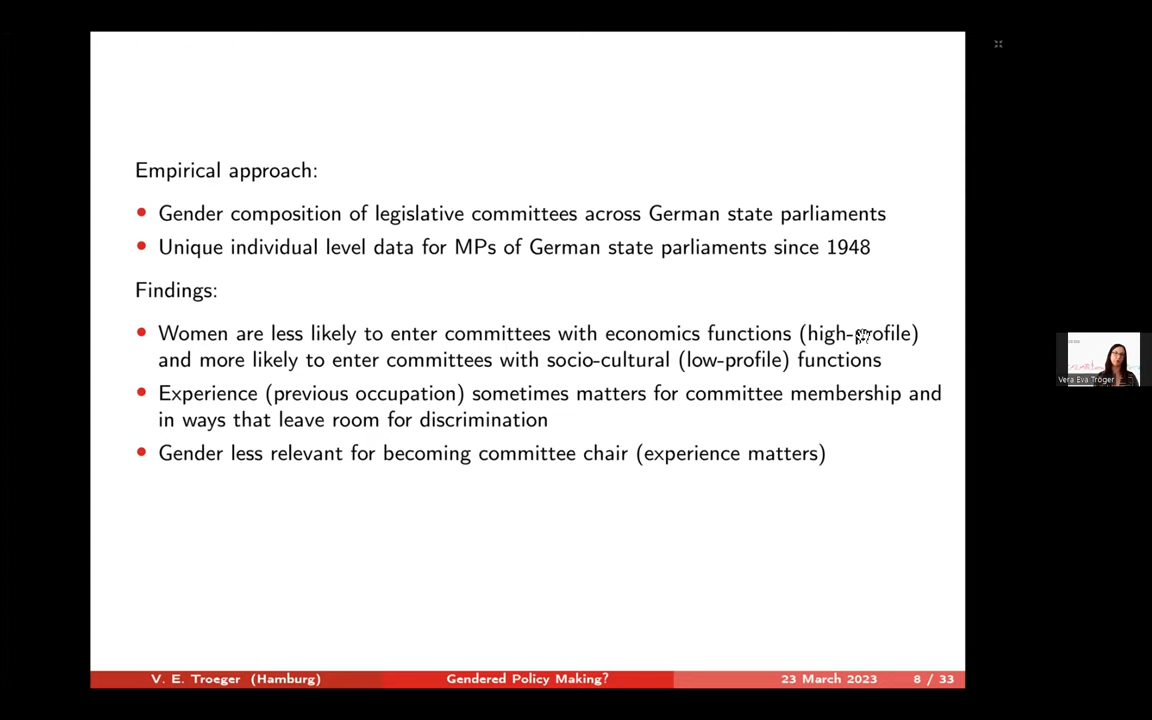 Empirical approach:
Gender composition of legislative committees across German state parliaments
Unique individual level data for MPs of German state parliaments since 1948
Findings:
Women are less likely to enter committees with economics functions (high-profile)
and more likely to enter committees with socio-cultural (low-profile) functions
Experience (previous occupation) sometimes matters for committee membership and
in ways that leave room for discrimination
Gender less relevant for becoming committee chair (experience matters)
V. E. Troeger (Hamburg) Gendered Policy Making? 23 March 2023 8 / 33
Vera Eva Tröger